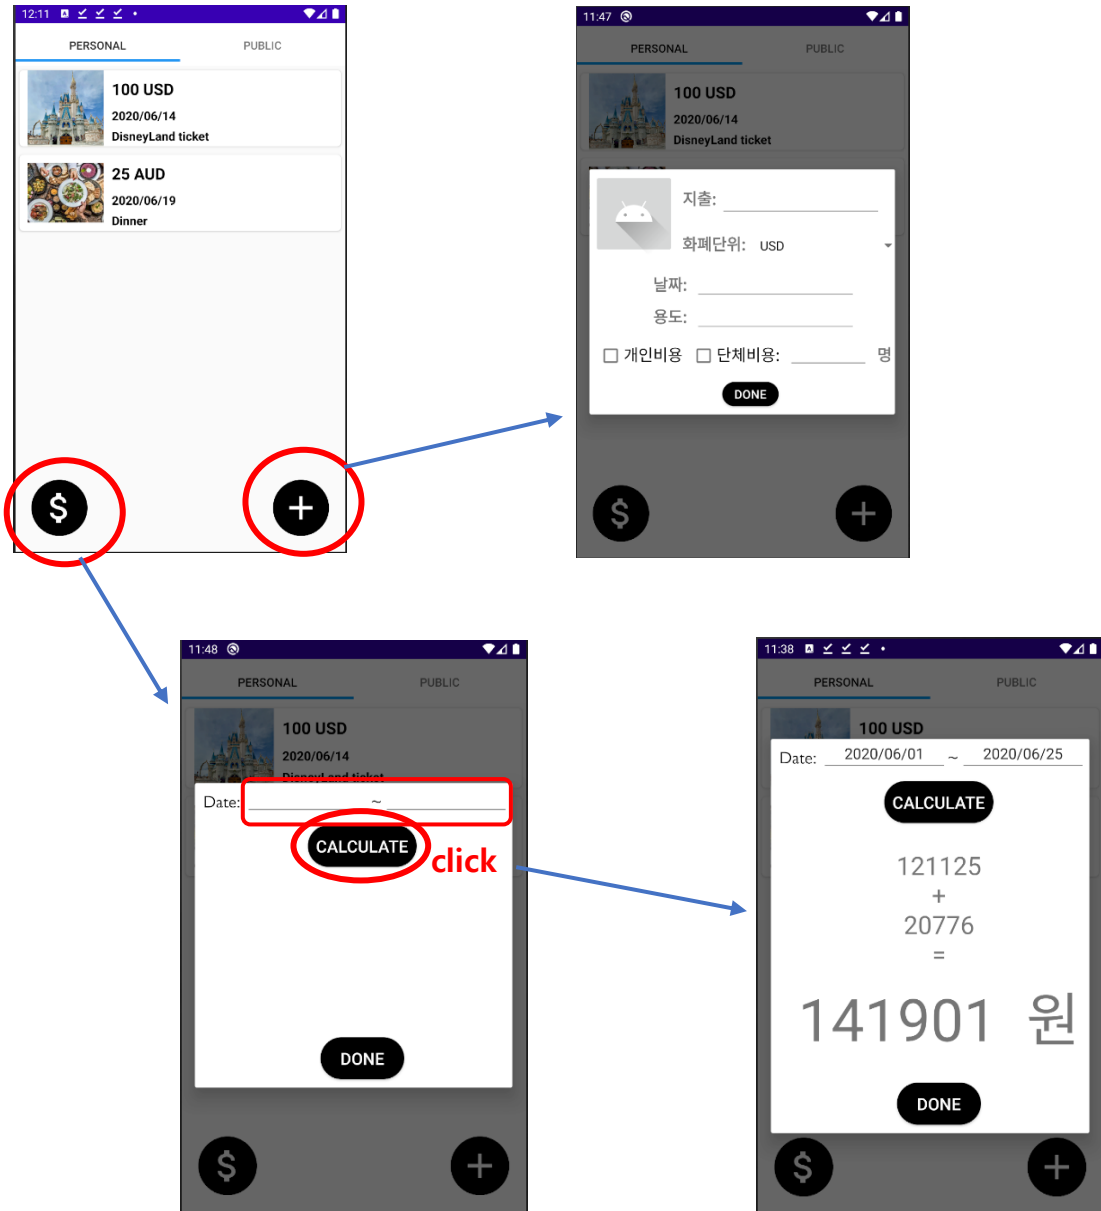 12:11
PERSONAL PUBLIC
100 USD
2020/06/14
DisneyLand ticket
25 AUD
2020/06/19
Dinner
$ +
11:47
PERSONAL PUBLIC
100 USD
2020/06/14
DisneyLand ticket
지출:
화폐단위: USD
날짜:
용도:
개인비용 단체비용: 명
DONE
$ +
11:48
PERSONAL PUBLIC
100 USD
2020/06/14
DisneyLand ticket
Date: ~
CALCULATE
click
DONE
$ +
11:38
PERSONAL PUBLIC
100 USD
Date: 2020/06/01 ~ 2020/06/25
CALCULATE
121125
+
20776
=
141901 원
DONE
$ +